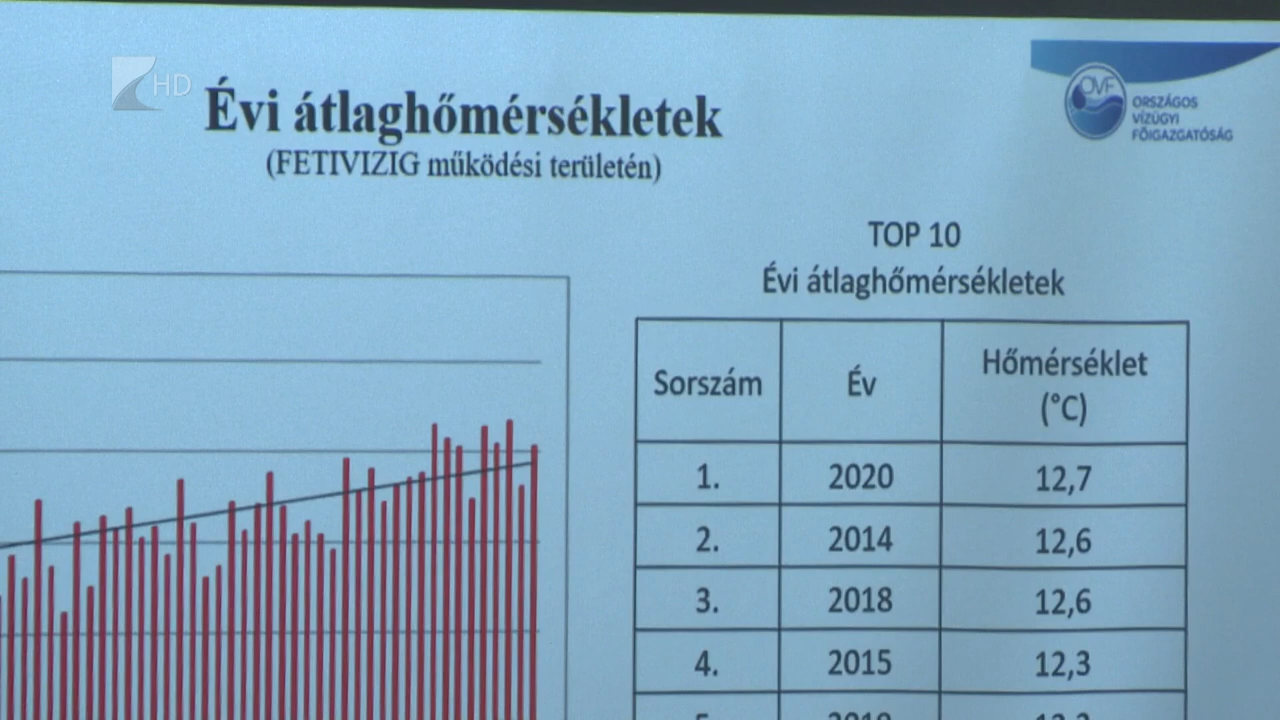 HD
Évi átlaghőmérsékletek
(FETIVIZIG működési területén)
OVF
ORSZÁGOS
VÍZÜGYI
FŐIGAZGATÓSÁG
TOP 10
Évi átlaghőmérsékletek
Sorszám Év Hőmérséklet (°C)
1. 2020 12,7
2. 2014 12,6
3. 2018 12,6
4. 2015 12,3